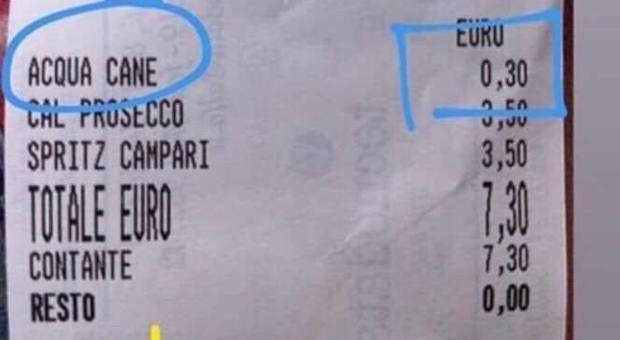 EURO
ACQUA CANE 0,30
CAL PROSECCO 3,50
SPRITZ CAMPARI 3,50
TOTALE EURO 7,30
CONTANTE 7,30
RESTO 0,00